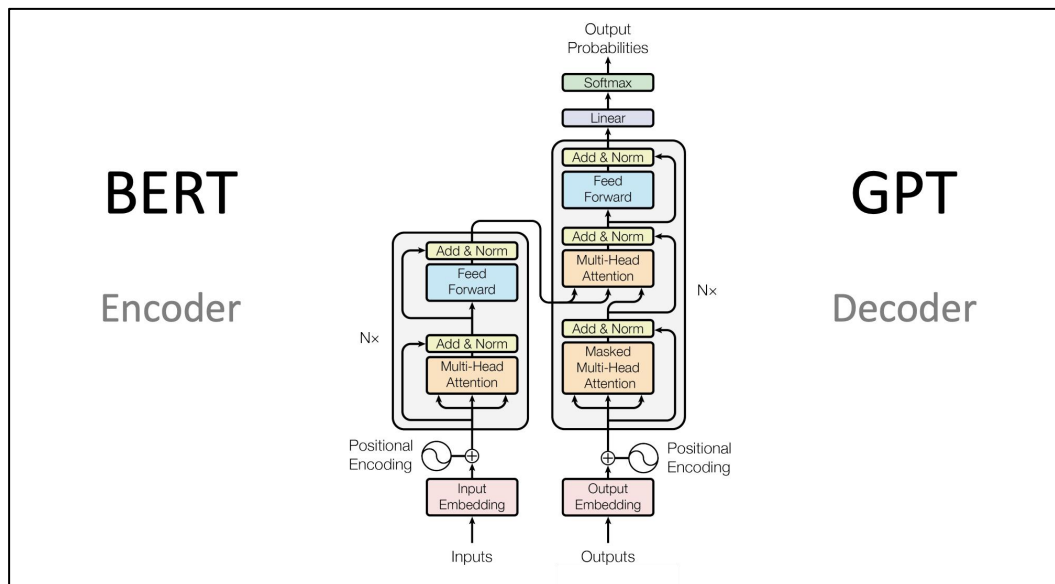 BERT
Encoder
Output
Probabilities
Softmax
Linear
Add & Norm
Feed
Forward
Add & Norm
Multi-Head
Attention
Add & Norm
Masked
Multi-Head
Attention
Nx
Positional
Encoding
Output
Embedding
Outputs
Add & Norm
Feed
Forward
Add & Norm
Multi-Head
Attention
Nx
Positional
Encoding
Input
Embedding
Inputs
GPT
Decoder